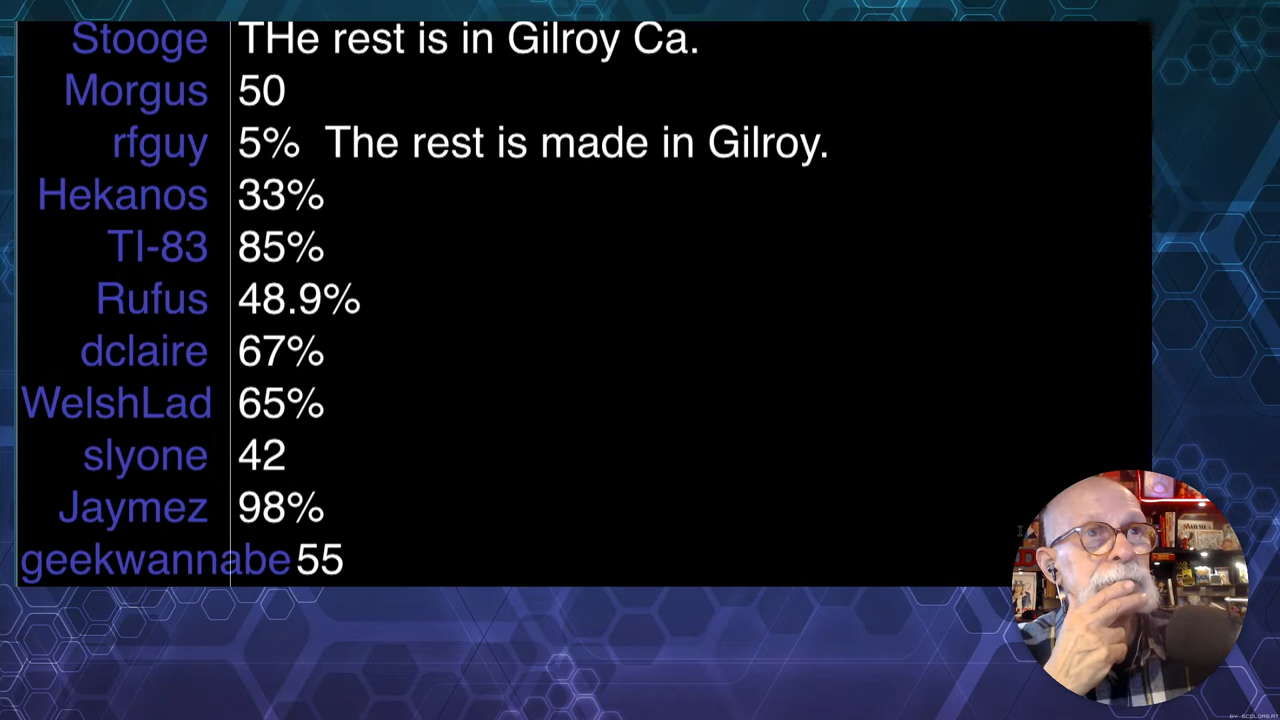 Stooge THe rest is in Gilroy Ca.
Morgus 50
rfguy 5% The rest is made in Gilroy.
Hekanos 33%
TI-83 85%
Rufus 48.9%
dclaire 67%
WelshLad 65%
slyone 42
Jaymez 98%
geekwannabe 55